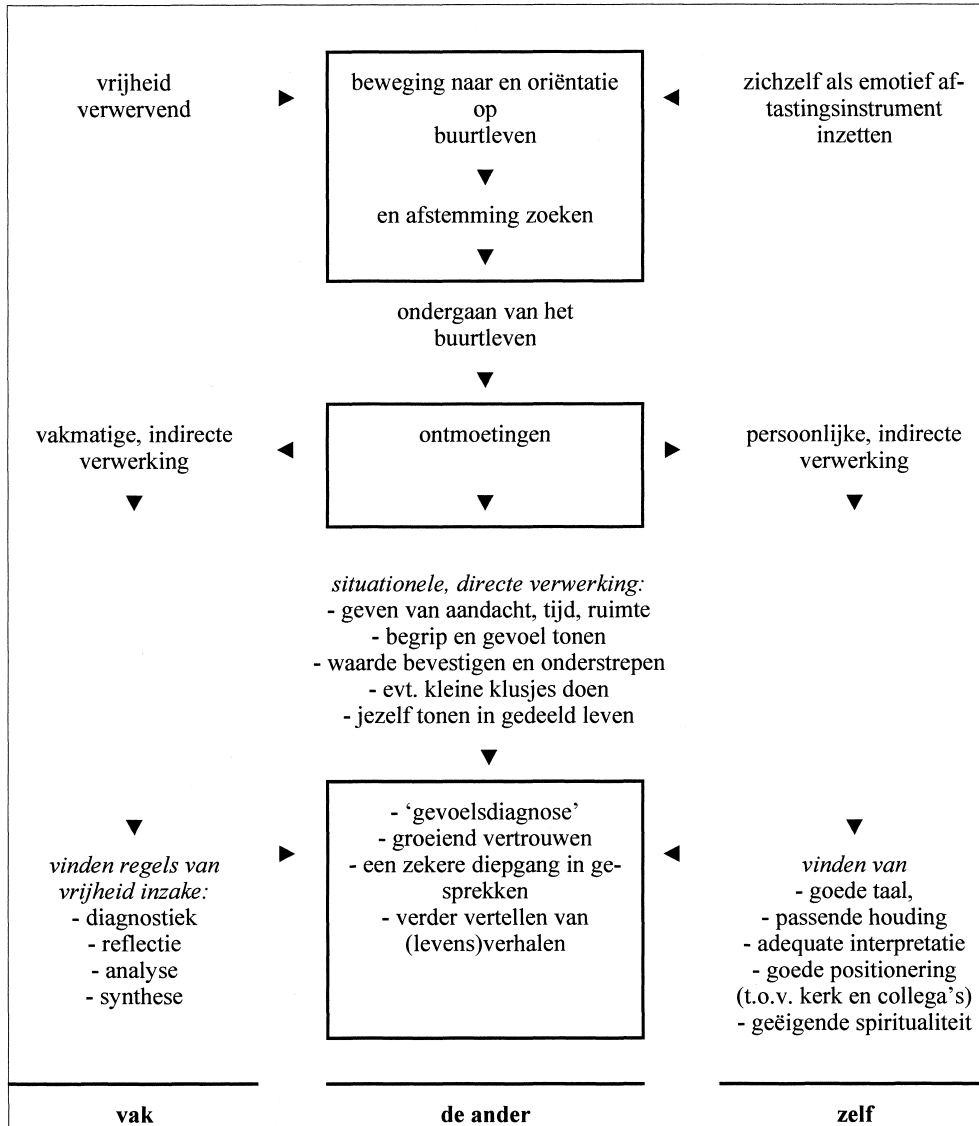 vrijheid
verwervend
beweging naar en oriëntatie
op
buurtleven
zichzelf als emotief af-
tastingsinstrument
inzetten
en afstemming zoeken
ondergaan van het
buurtleven
vakmatige, indirecte
verwerking
ontmoetingen
persoonlijke, indirecte
verwerking
situationele, directe verwerking:
- geven van aandacht, tijd, ruimte
- begrip en gevoel tonen
- waarde bevestigen en onderstrepen
- evt. kleine klusjes doen
- jezelf tonen in gedeeld leven
vinden regels van
vrijheid inzake:
- diagnostiek
- reflectie
- analyse
- synthese
- ‘gevoelsdiagnose’
- groeiend vertrouwen
- een zekere diepgang in ge-
sprekken
- verder vertellen van
(levens)verhalen
vinden van
- goede taal,
- passende houding
- adequate interpretatie
- goede positionering
(t.o.v. kerk en collega’s)
- geëigende spiritualiteit
vak
de ander
zelf